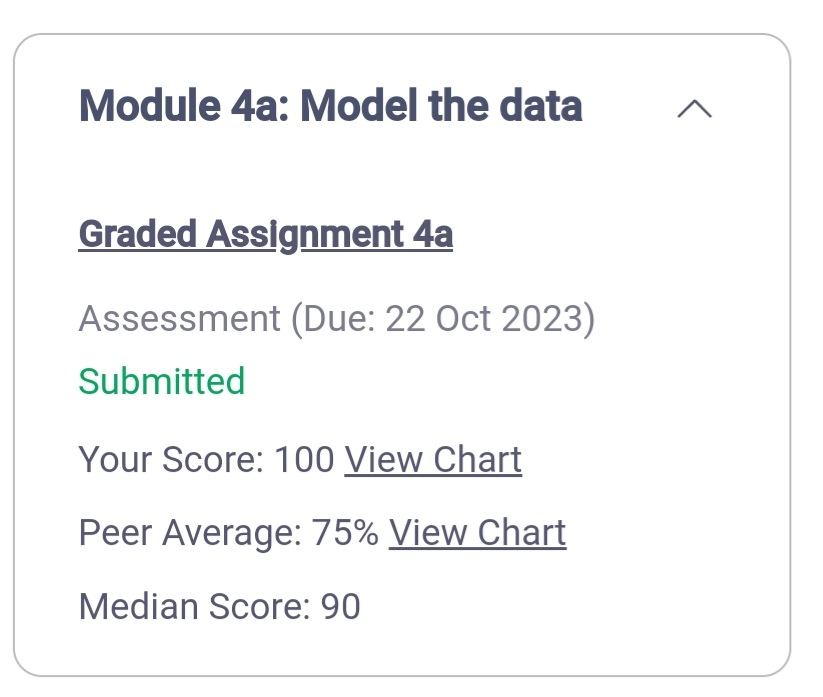 Module 4a: Model the data
Graded Assignment 4a
Assessment (Due: 22 Oct 2023)
Submitted
Your Score: 100 View Chart
Peer Average: 75% View Chart
Median Score: 90